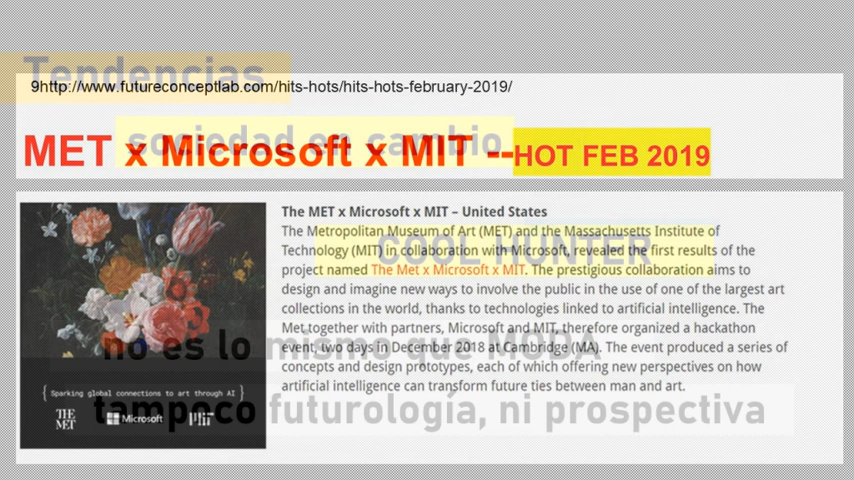 Tendencias
9http://www.futureconceptlab.com/hits-hots/hits-hots-february-2019/
sociedad en cambio
MET x Microsoft x MIT --HOT FEB 2019
The MET x Microsoft x MIT – United States
The Metropolitan Museum of Art (MET) and the Massachusetts Institute of
Technology (MIT) in collaboration with Microsoft, revealed the first results of the
project named The Met x Microsoft x MIT. The prestigious collaboration aims to
design and imagine new ways to involve the public in the use of one of the largest art
collections in the world, thanks to technologies linked to artificial intelligence. The
Met together with partners, Microsoft and MIT, therefore organized a hackathon
event, two days in December 2018 at Cambridge (MA). The event produced a series of
concepts and design prototypes, each of which offering new perspectives on how
artificial intelligence can transform future ties between man and art.
COOL HUNTER
no es lo mismo que MODA
tampoco futurología, ni prospectiva
{ Sparking global connections to art through AI }
THE
MET
Microsoft
MIT